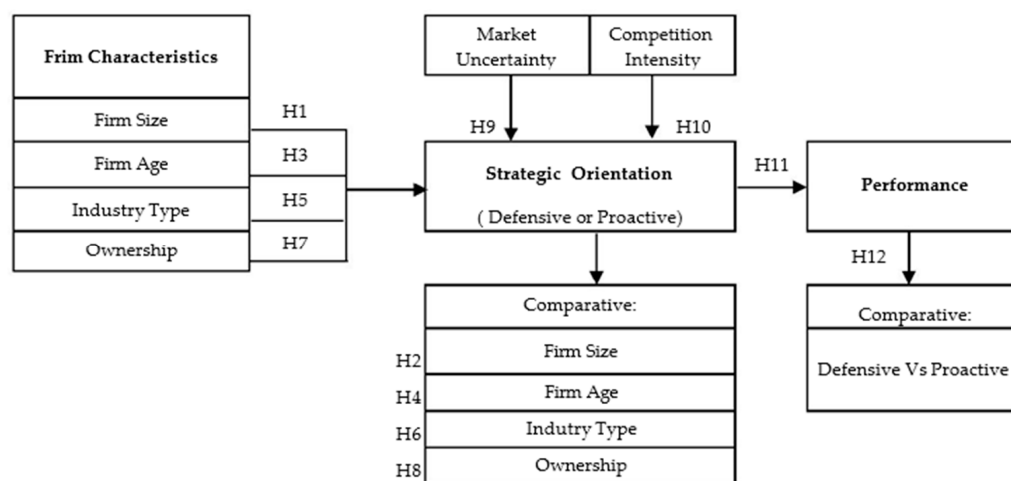 Frim Characteristics
Firm Size
Firm Age
Industry Type
Ownership
H1
H3
H5
H7
Market
Uncertainty
Competition
Intensity
H9
H10
Strategic Orientation
( Defensive or Proactive)
H11
Performance
H12
Comparative:
Firm Size
Firm Age
Indutry Type
Ownership
H2
H4
H6
H8
Comparative:
Defensive Vs Proactive